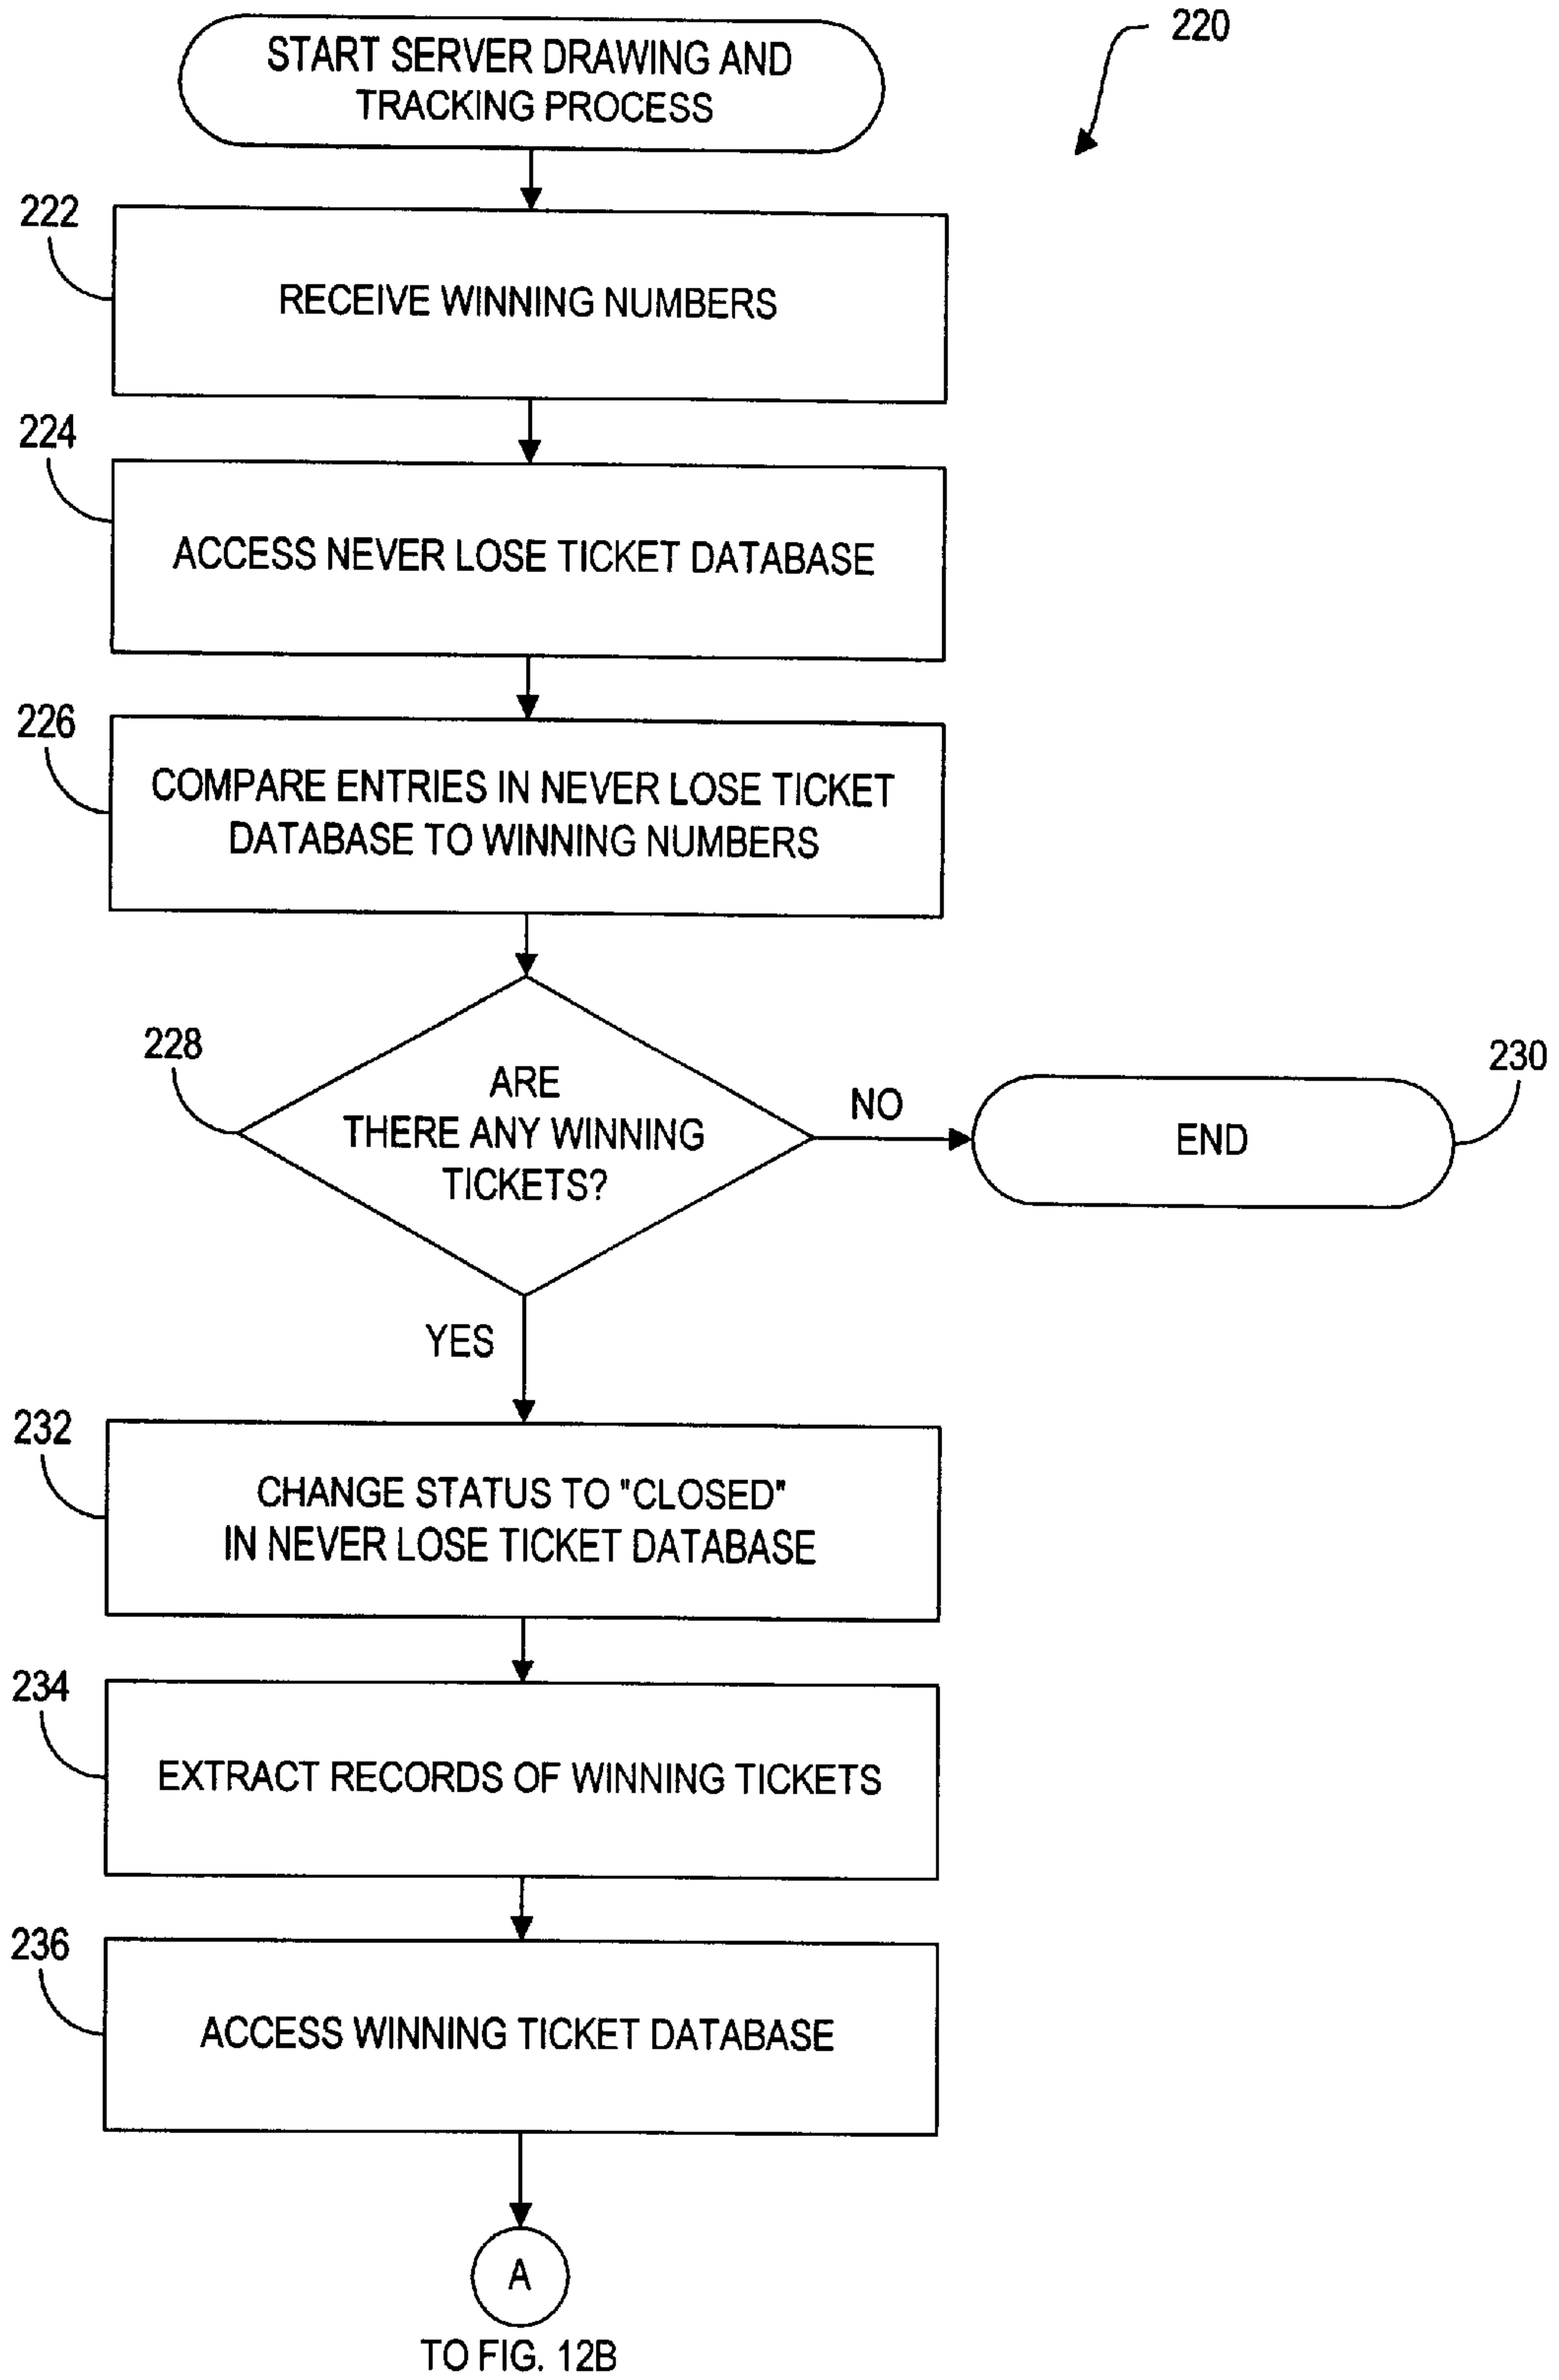 START SERVER DRAWING AND
TRACKING PROCESS
220
222
RECEIVE WINNING NUMBERS
224
ACCESS NEVER LOSE TICKET DATABASE
226
COMPARE ENTRIES IN NEVER LOSE TICKET
DATABASE TO WINNING NUMBERS
228
ARE
THERE ANY WINNING
TICKETS?
NO
END
230
YES
232
CHANGE STATUS TO "CLOSED"
IN NEVER LOSE TICKET DATABASE
234
EXTRACT RECORDS OF WINNING TICKETS
236
ACCESS WINNING TICKET DATABASE
A
TO FIG. 12B